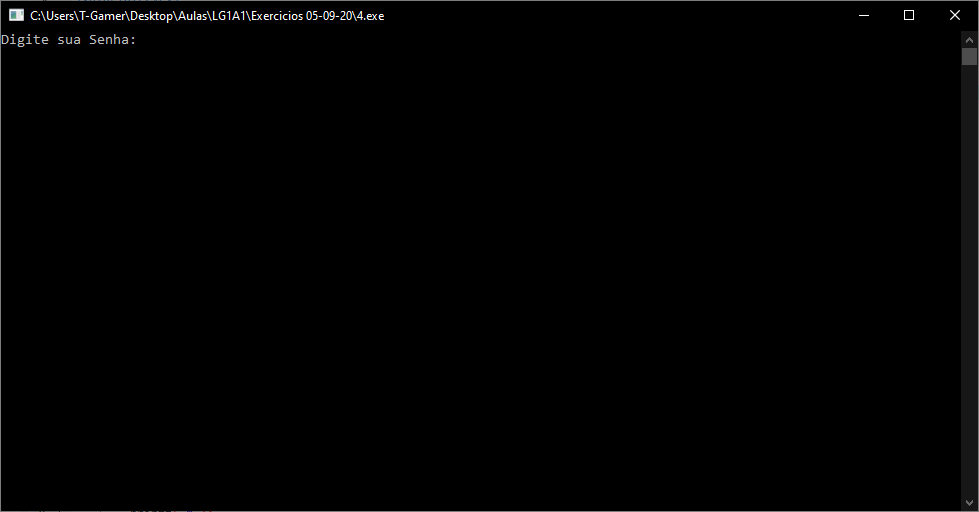 C:\Users\T-Gamer\Desktop\Aulas\LG1A1\Exercicios 05-09-20\4.exe
Digite sua Senha: